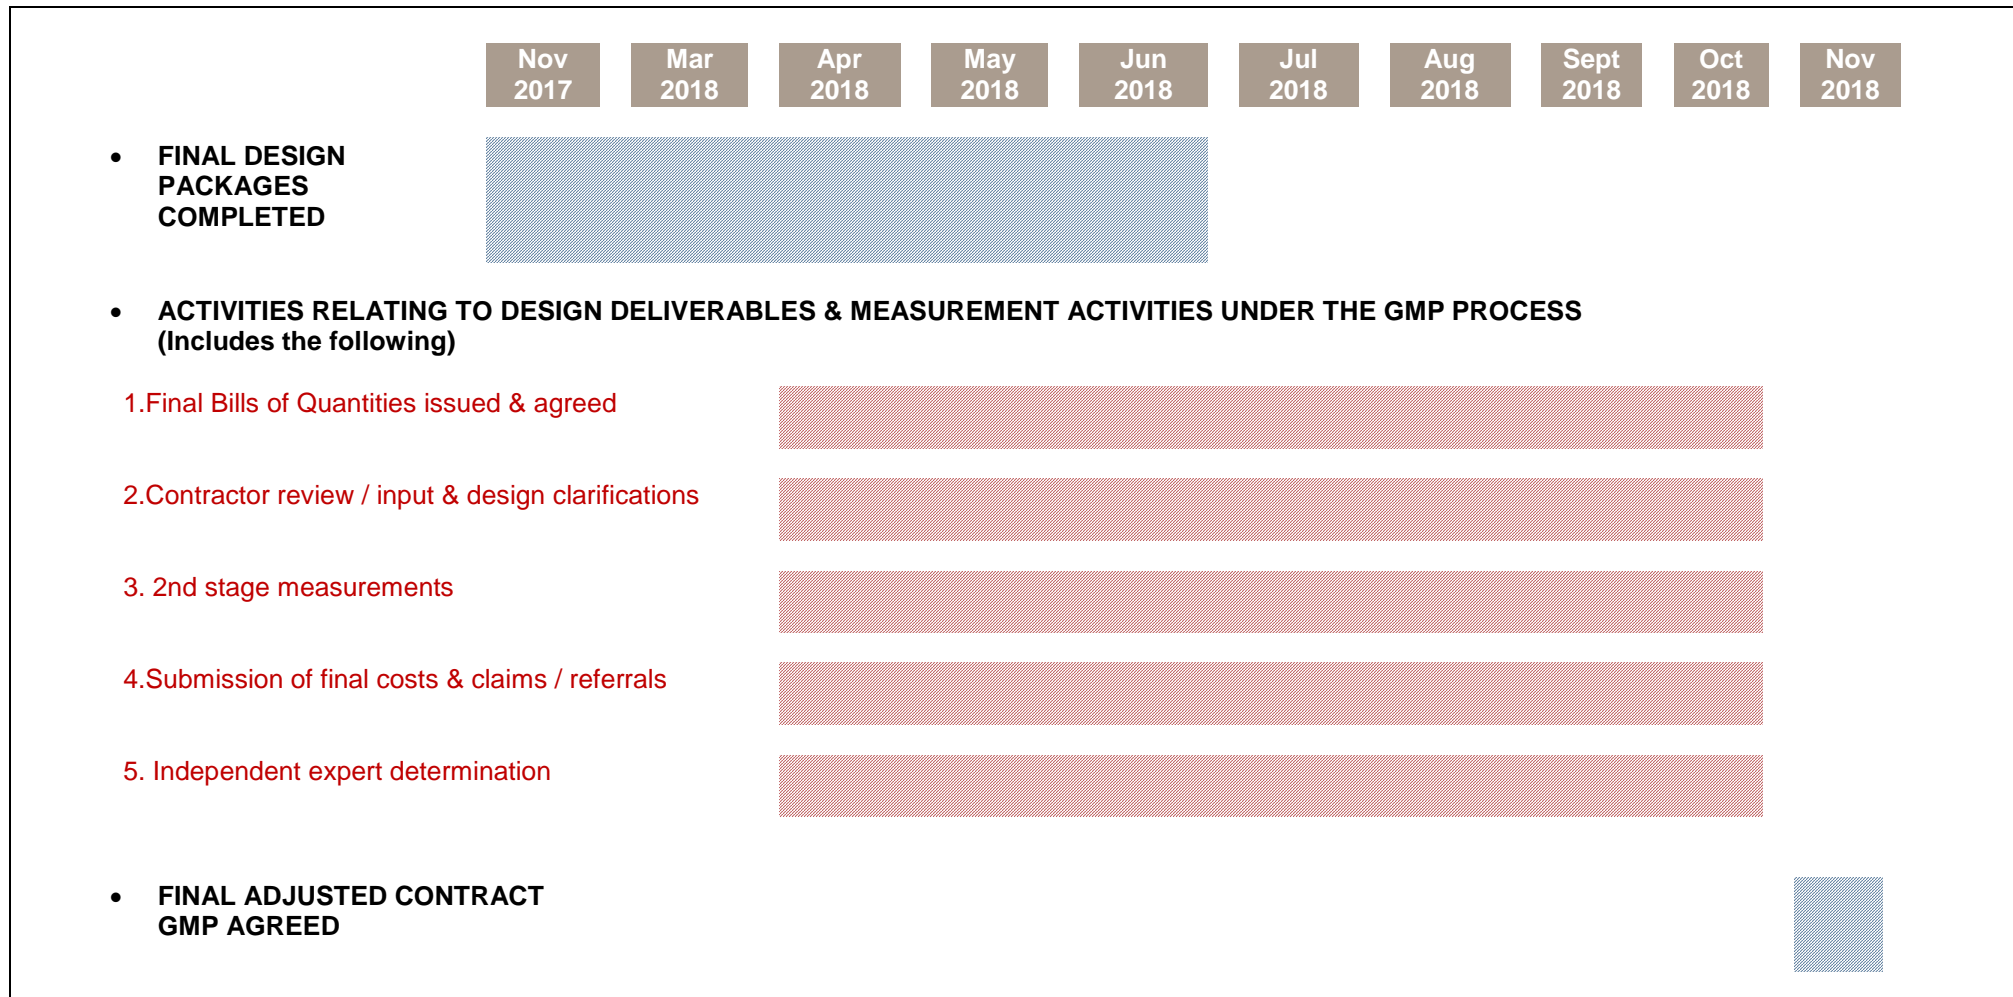 Nov Mar Apr May Jun Jul Aug Sept Oct Nov
2017 2018 2018 2018 2018 2018 2018 2018 2018 2018
• FINAL DESIGN
PACKAGES
COMPLETED
• ACTIVITIES RELATING TO DESIGN DELIVERABLES & MEASUREMENT ACTIVITIES UNDER THE GMP PROCESS
(Includes the following)
1.Final Bills of Quantities issued & agreed
2.Contractor review / input & design clarifications
3. 2nd stage measurements
4.Submission of final costs & claims / referrals
5. Independent expert determination
• FINAL ADJUSTED CONTRACT
GMP AGREED